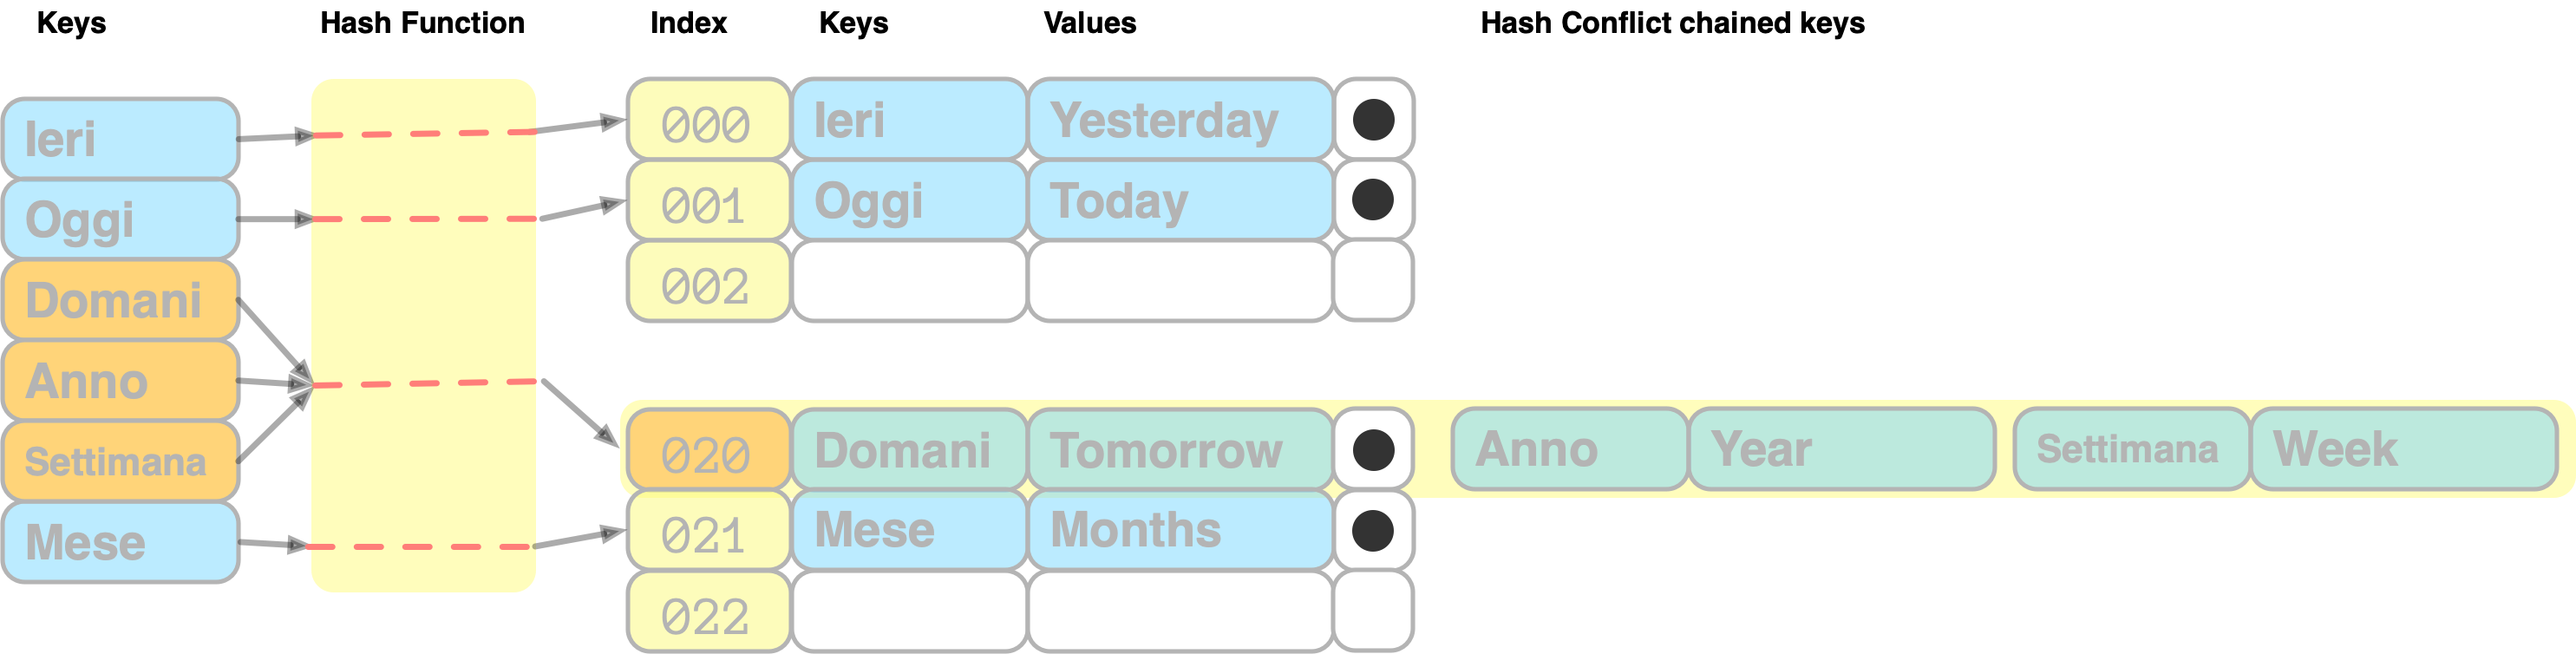 Keys Hash Function Index Keys Values Hash Conflict chained keys
Ieri
Oggi
Domani
Anno
Settimana
Mese
000 Ieri Yesterday
001 Oggi Today
002
020 Domani Tomorrow Anno Year Settimana Week
021 Mese Months
022